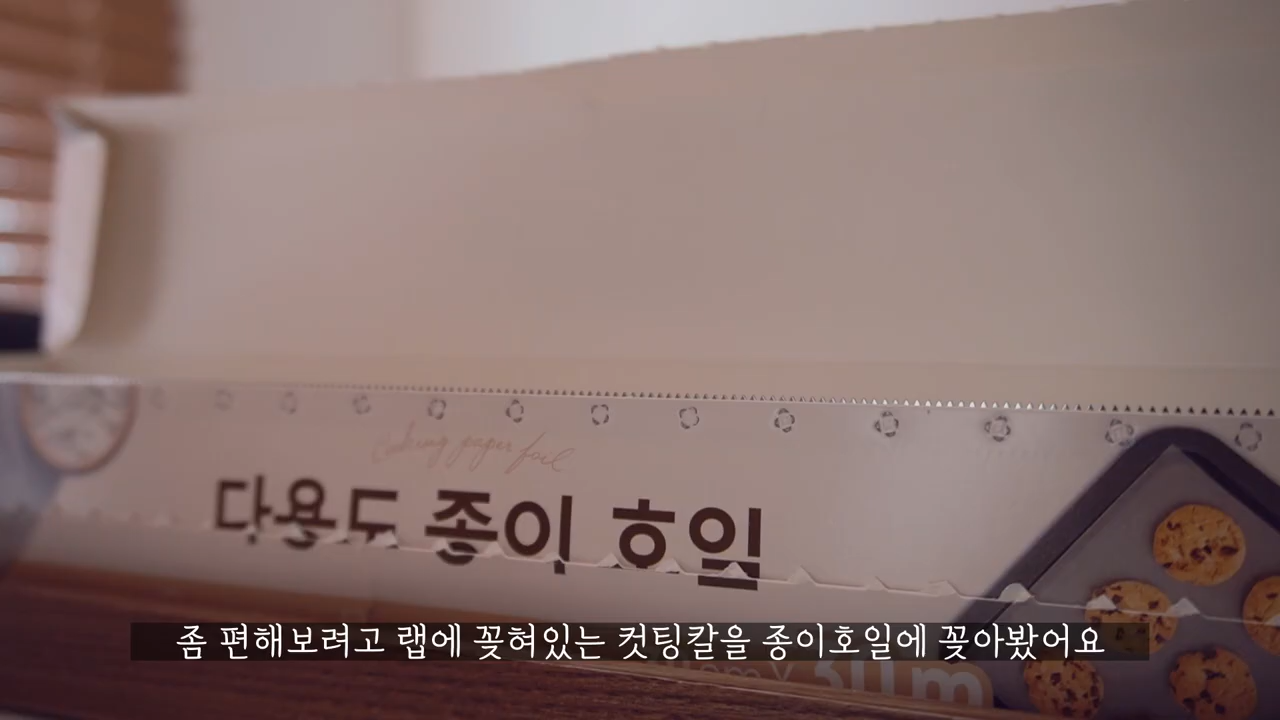 Baking paper foil
다용도 종이 호일
30m
좀 편해보려고 랩에 꽂혀있는 컷팅칼을 종이호일에 꽂아봤어요